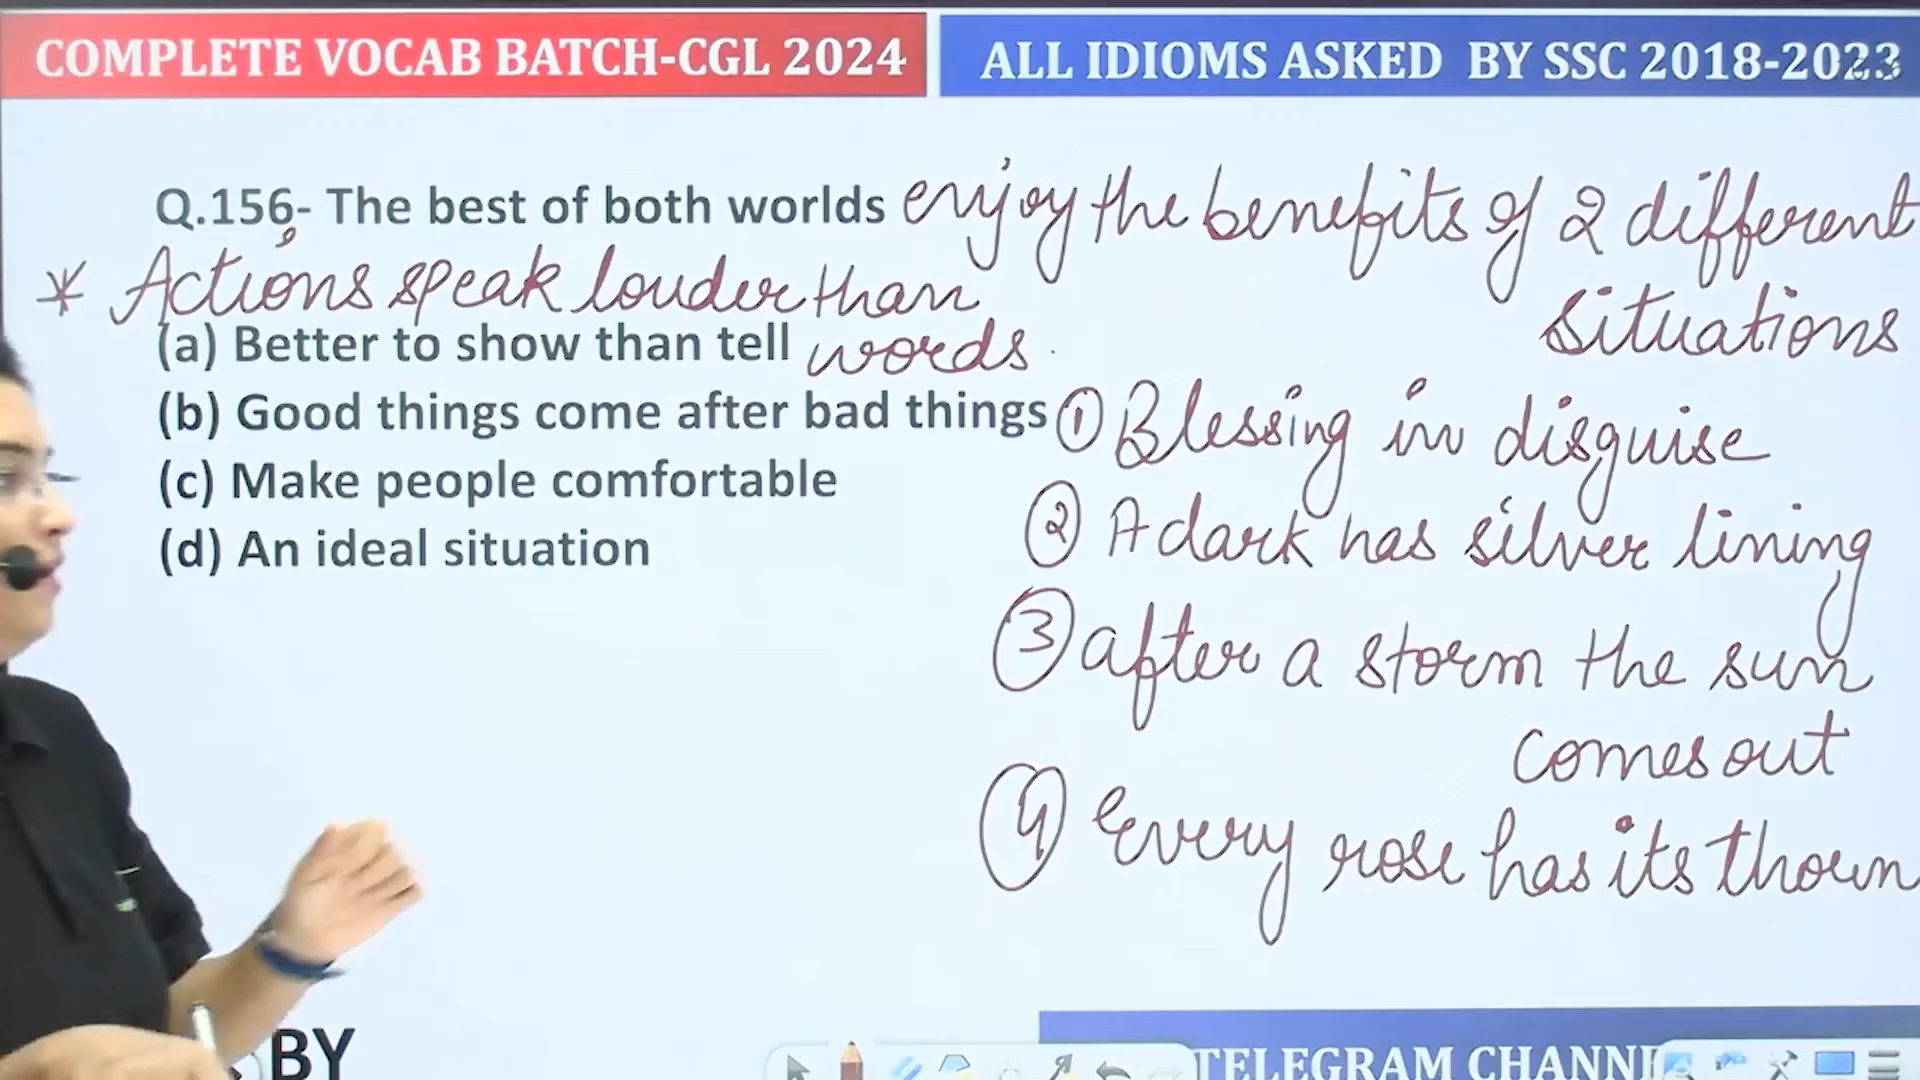 COMPLETE VOCAB BATCH-CGL 2024
ALL IDIOMS ASKED BY SSC 2018-2023
Q.156- The best of both worlds enjoy the benefits of 2 different
situations
* Actions speak louder than
words.
(a) Better to show than tell
(b) Good things come after bad things ① Blessing in disguise
(c) Make people comfortable
② A dark has silver lining
(d) An ideal situation
③ after a storm the sun
comes out
④ Every rose has its thorn
BY
TELEGRAM CHANNE